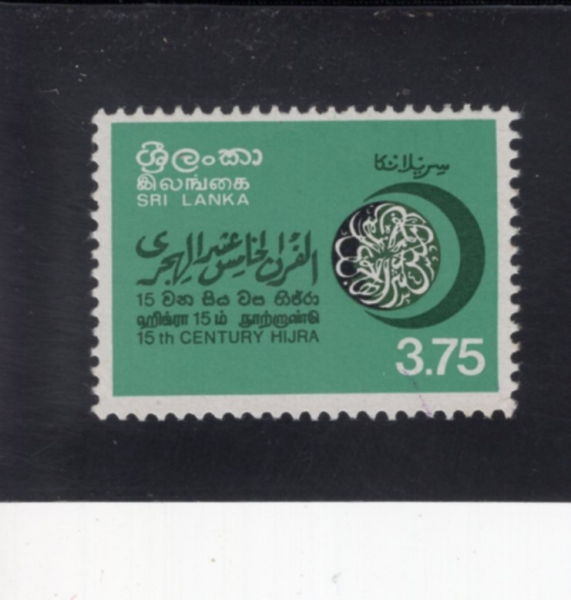 ශ්‍රී ලංකා
இலங்கை
SRI LANKA
سريلانكا
القرن الخامس عشر الهجري
15 වන සිය වස හිජ්රා
ஹிஜ்ரா 15ம் நூற்றாண்டு
15th CENTURY HIJRA
3.75